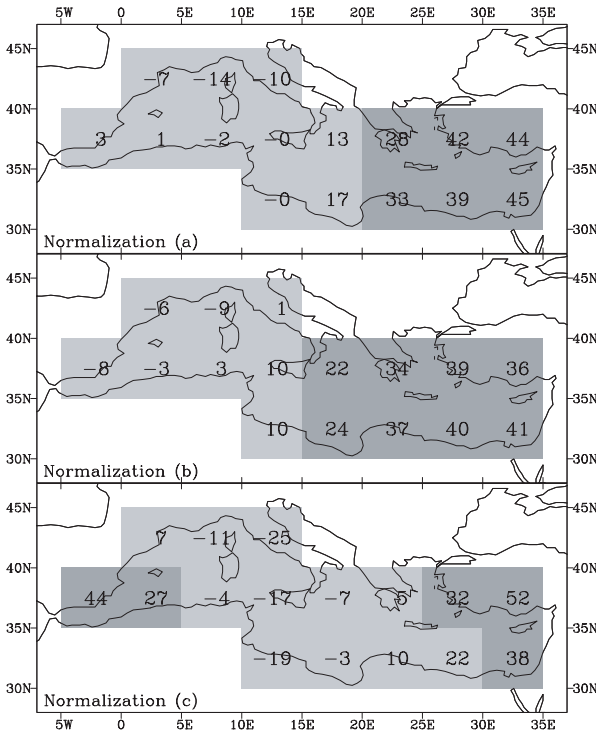 5W 0 5E 10E 15E 20E 25E 30E 35E
45N 45N
-7 -14 -10
40N 40N
3 1 -2 -0 13 28 42 44
35N 35N
-0 17 33 39 45
30N 30N
Normalization (a)
45N 45N
-6 -9 1
40N 40N
-8 -3 3 10 22 34 39 36
35N 35N
10 24 37 40 41
30N 30N
Normalization (b)
45N 45N
7 -11 -25
40N 40N
44 27 -4 -17 -7 5 32 52
35N 35N
-19 -3 10 22 38
30N 30N
Normalization (c)
5W 0 5E 10E 15E 20E 25E 30E 35E